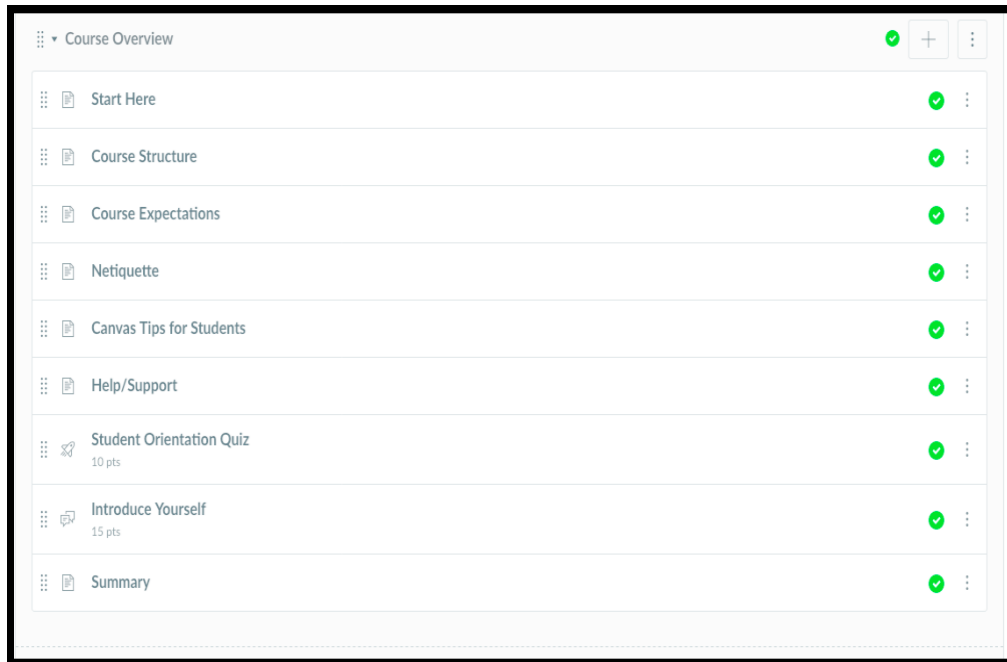 Course Overview
Start Here
Course Structure
Course Expectations
Netiquette
Canvas Tips for Students
Help/Support
Student Orientation Quiz
10 pts
Introduce Yourself
15 pts
Summary